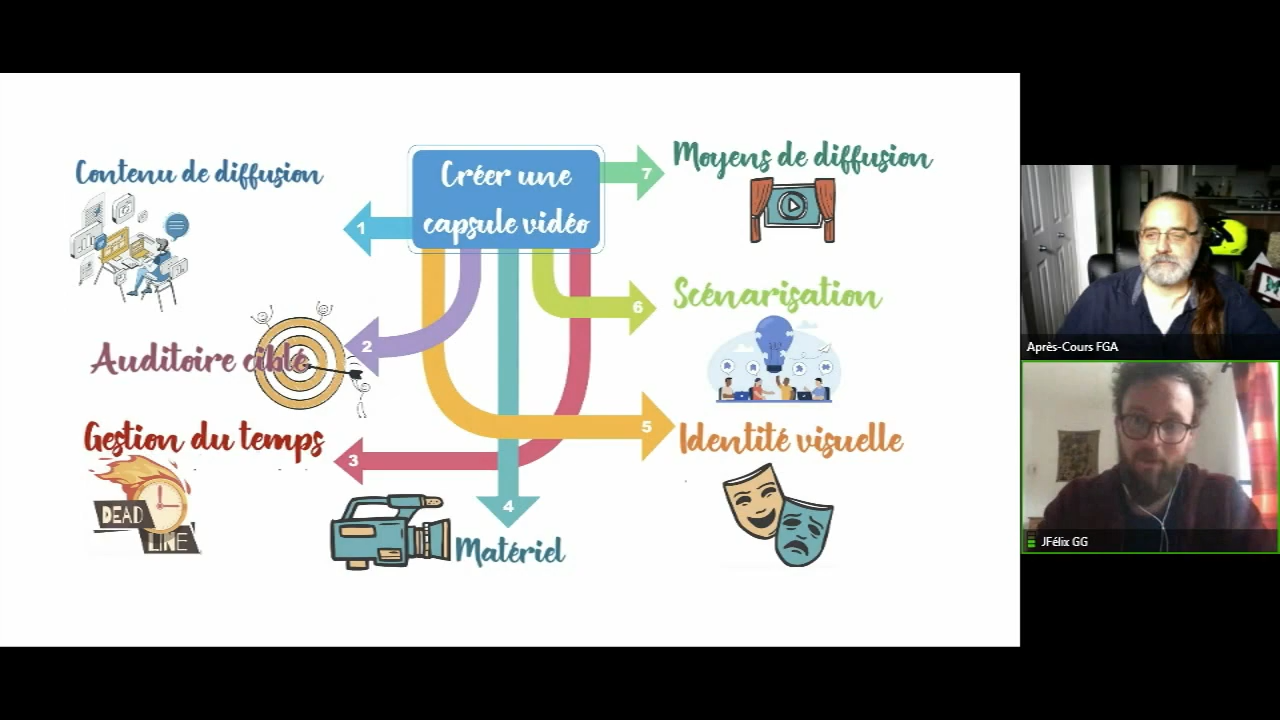 Créer une
capsule vidéo
1
Contenu de diffusion
2
Auditoire ciblé
3
Gestion du temps
DEAD
LINE
4
Matériel
5
Identité visuelle
6
Scénarisation
7
Moyens de diffusion
Après-Cours FGA
JFélix GG